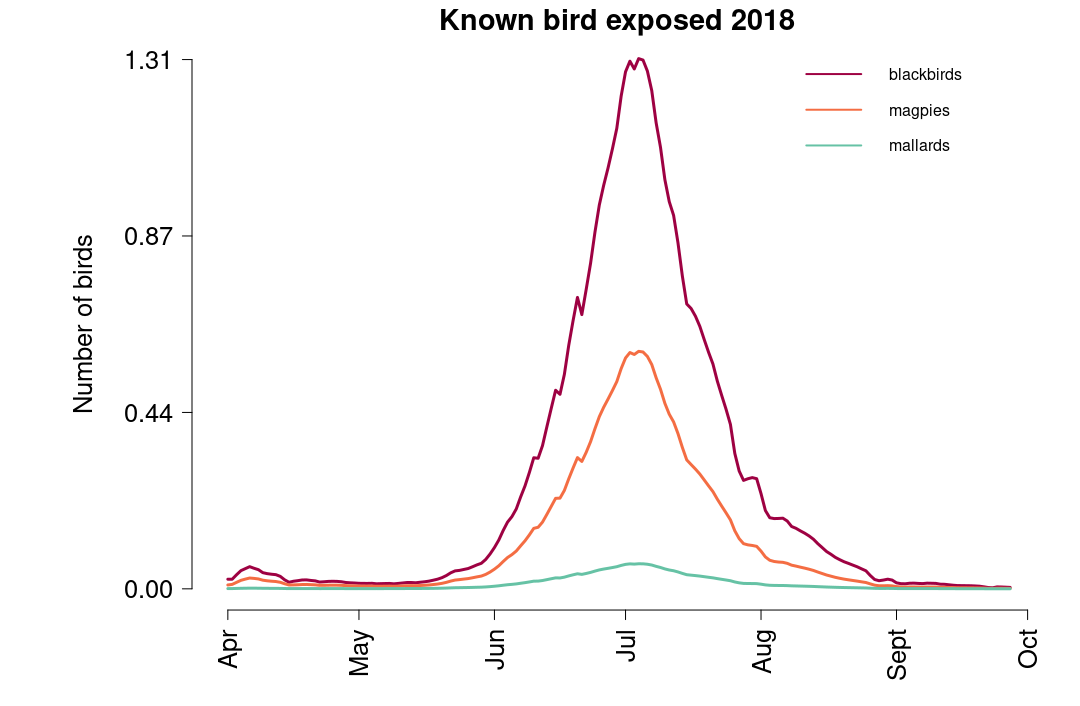 Known bird exposed 2018
1.31
0.87
0.44
0.00
Number of birds
blackbirds
magpies
mallards
Apr
May
Jun
Jul
Aug
Sept
Oct